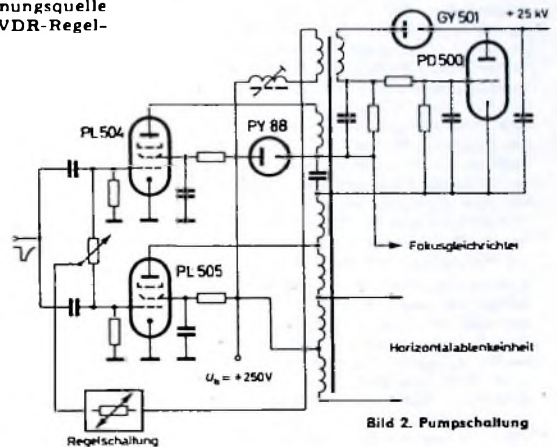 nungsquelle
VDR-Regel-
GY 501
+ 25 kV
PD 500
PL 504
PY 88
PL 505
Fokusgleichrichter
Horizontalablenkeinheit
Ub = +250V
Bild 2. Pumpschaltung
Regelschaltung